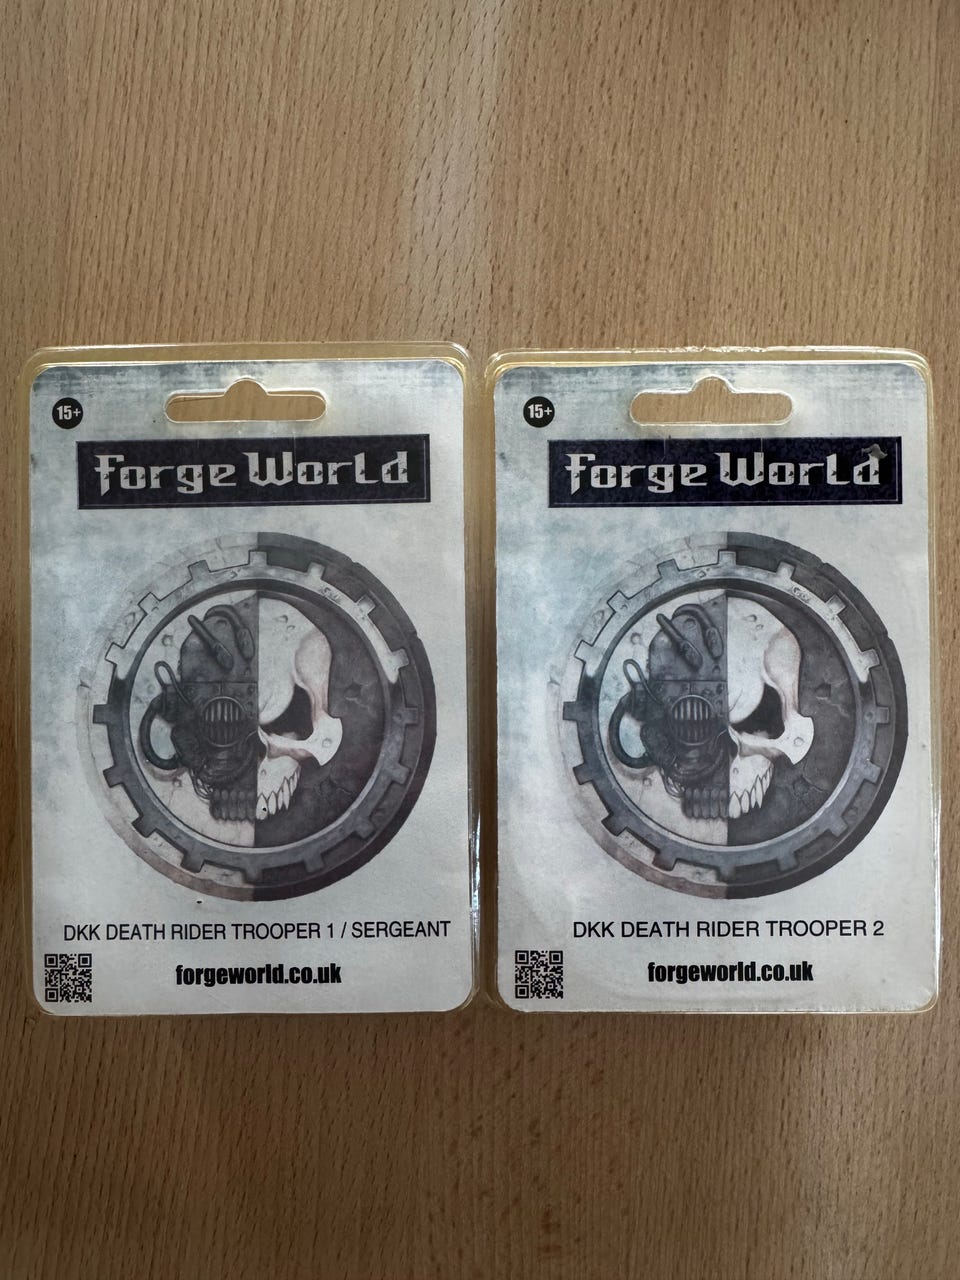 15+
Forge World
DKK DEATH RIDER TROOPER 1 / SERGEANT
forgeworld.co.uk
15+
Forge World
DKK DEATH RIDER TROOPER 2
forgeworld.co.uk